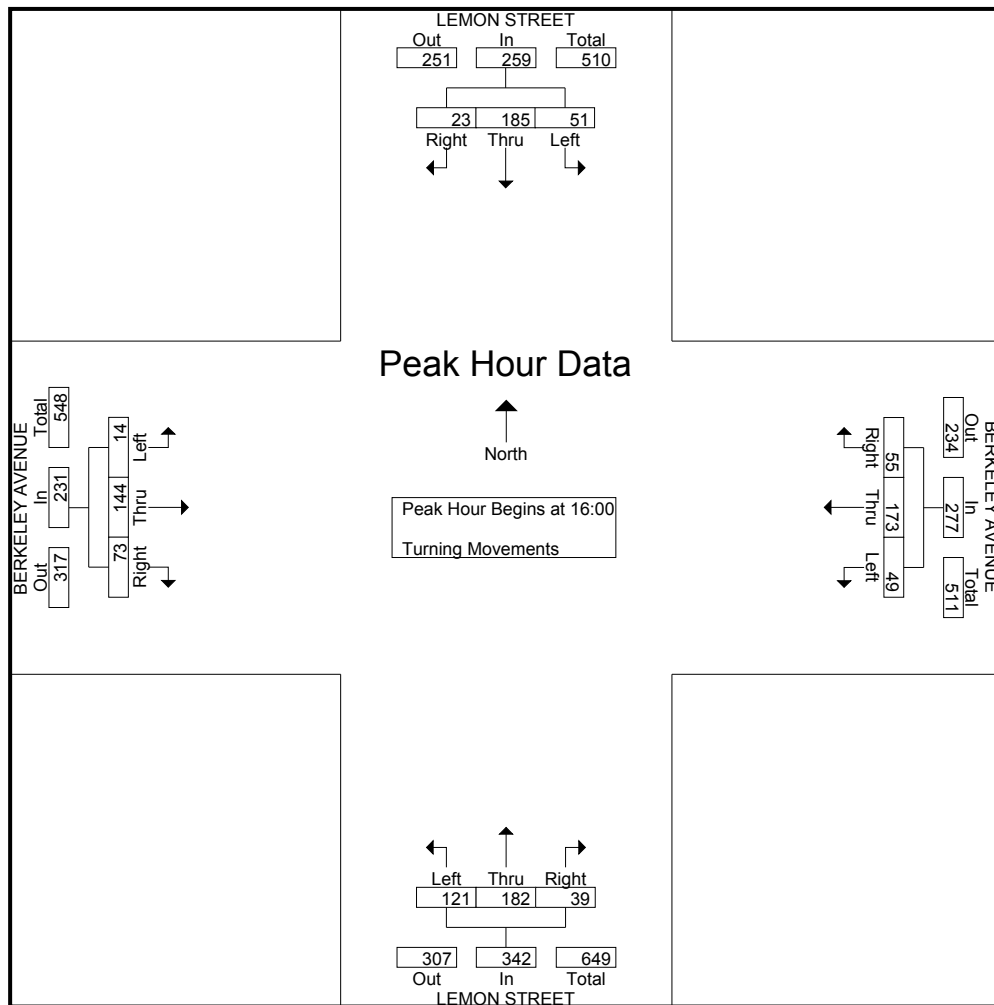 LEMON STREET
Out In Total
251 259 510
23 185 51
Right Thru Left
Peak Hour Data
North
Peak Hour Begins at 16:00
Turning Movements
BERKELEY AVENUE
Out In Total
317 231 548
73 144 14
Right Thru Left
BERKELEY AVENUE
Out In Total
234 277 511
55 173 49
Right Thru Left
Left Thru Right
121 182 39
307 342 649
Out In Total
LEMON STREET